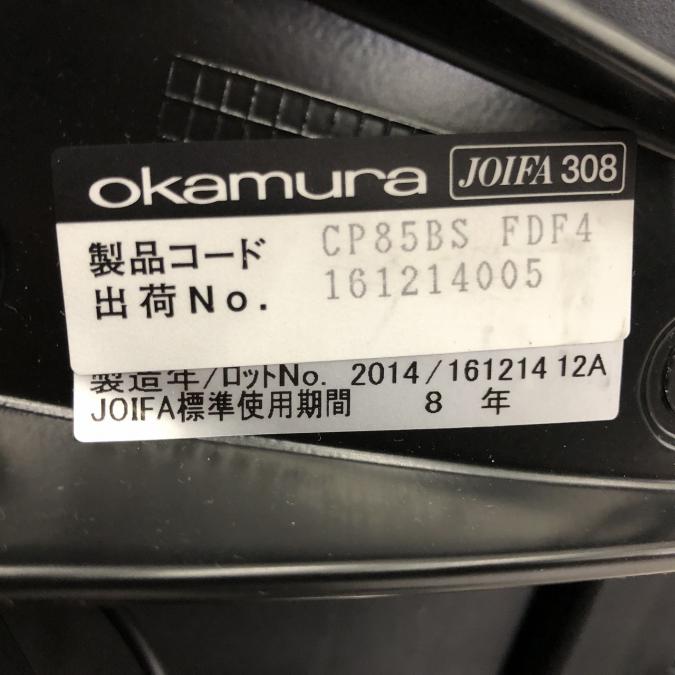 okamura JOIFA 308
製品コード CP85BS FDF4
出荷No. 161214005
製造年/ロットNo. 2014/161214 12A
JOIFA標準使用期間 8 年